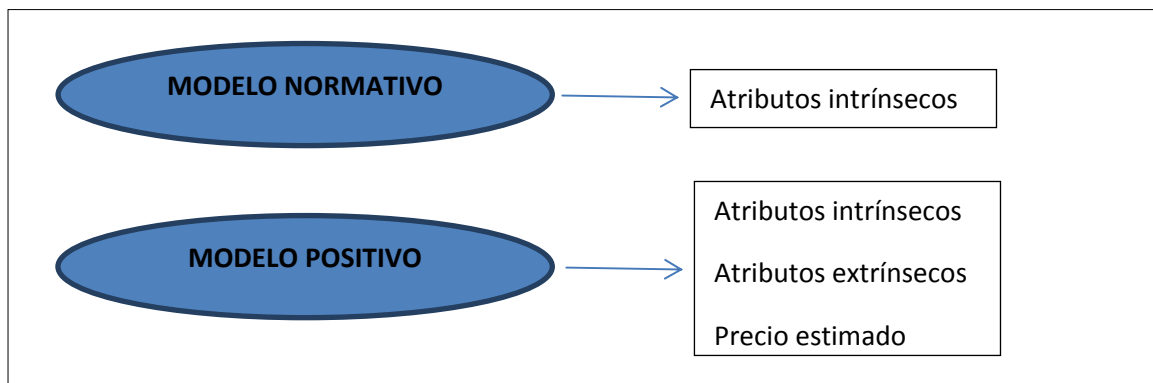 MODELO NORMATIVO
Atributos intrínsecos
MODELO POSITIVO
Atributos intrínsecos
Atributos extrínsecos
Precio estimado